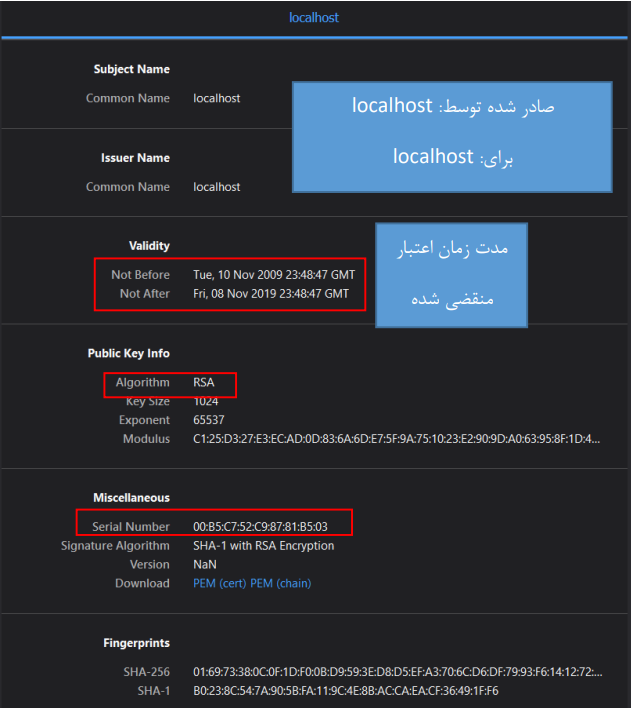 localhost
Subject Name
Common Name localhost
صادر شده توسط: localhost
برای: localhost
Issuer Name
Common Name localhost
Validity
Not Before Tue, 10 Nov 2009 23:48:47 GMT
Not After Fri, 08 Nov 2019 23:48:47 GMT
مدت زمان اعتبار
منقضی شده
Public Key Info
Algorithm RSA
Key Size 1024
Exponent 65537
Modulus C1:25:D3:27:E3:EC:AD:0D:83:6A:6D:E7:5F:9A:75:10:23:E2:90:9D:A0:63:95:8F:1D:4...
Miscellaneous
Serial Number 00:B5:C7:52:C9:87:81:B5:03
Signature Algorithm SHA-1 with RSA Encryption
Version NaN
Download PEM (cert) PEM (chain)
Fingerprints
SHA-256 01:69:73:38:0C:0F:1D:F0:0B:D9:59:3E:D8:D5:EF:A3:70:6C:D6:DF:79:93:F6:14:12:72:...
SHA-1 B0:23:8C:54:7A:90:5B:FA:11:9C:4E:8B:AC:CA:EA:CF:36:49:1F:F6